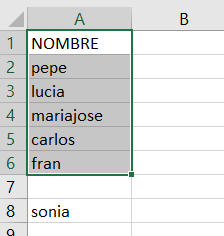 A B
1 NOMBRE
2 pepe
3 lucia
4 mariajose
5 carlos
6 fran
7
8 sonia